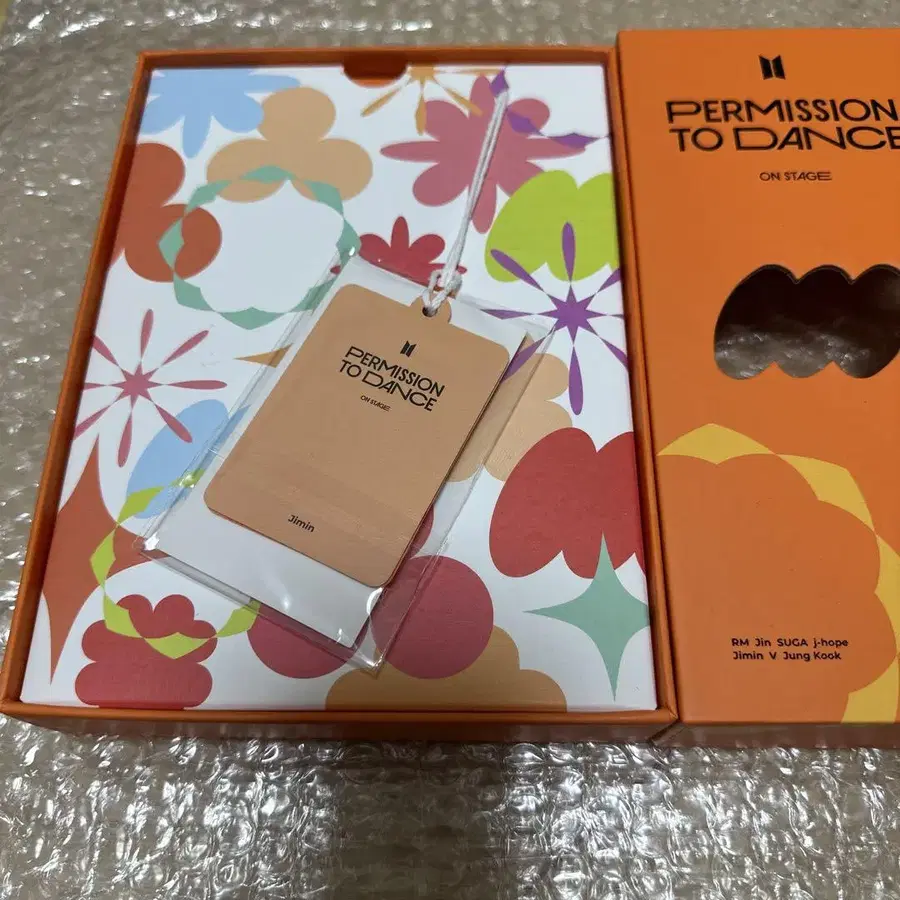 PERMISSION
TO DANCE
ON STAGE
Jimin
PERMISSION
TO DANCE
ON STAGE
RM Jin SUGA j-hope
Jimin V Jung Kook